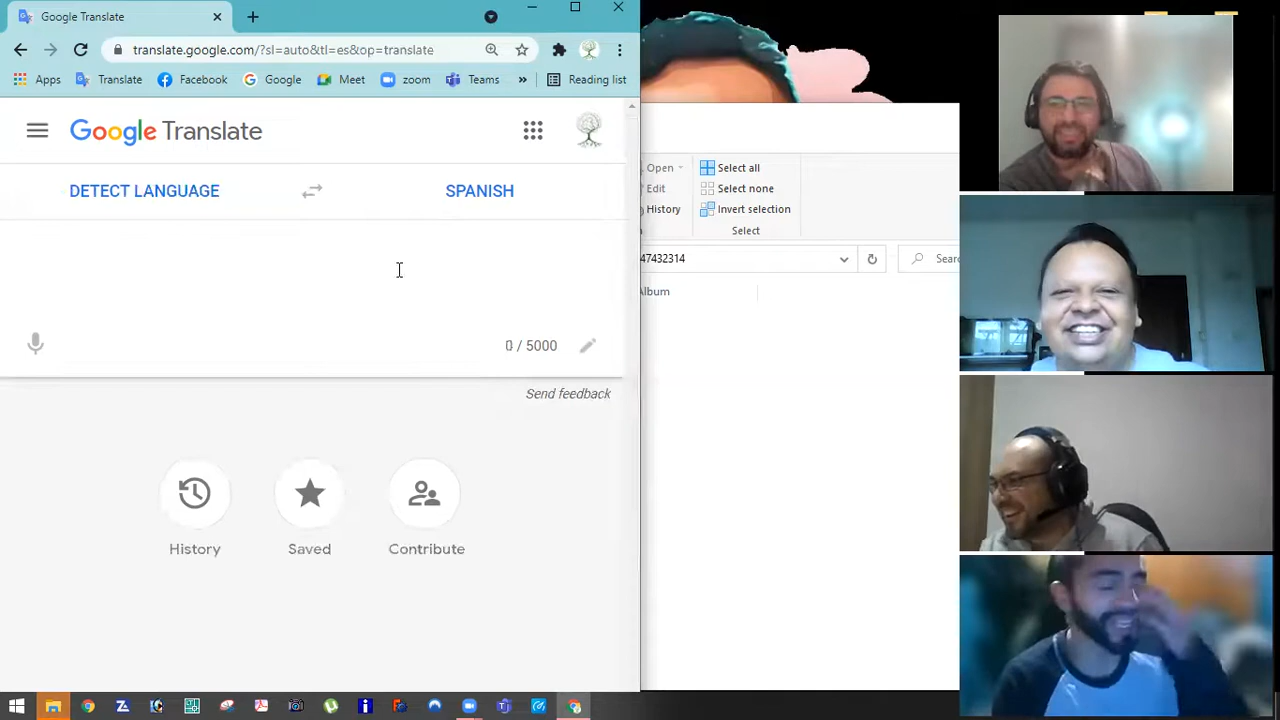 Google Translate
translate.google.com/?sl=auto&tl=es&op=translate
Apps Translate Facebook Google Meet zoom Teams » Reading list
Google Translate
DETECT LANGUAGE SPANISH
0 / 5000
Send feedback
History Saved Contribute
Open Select all
Edit Select none
History Invert selection
Select
47432314
Album